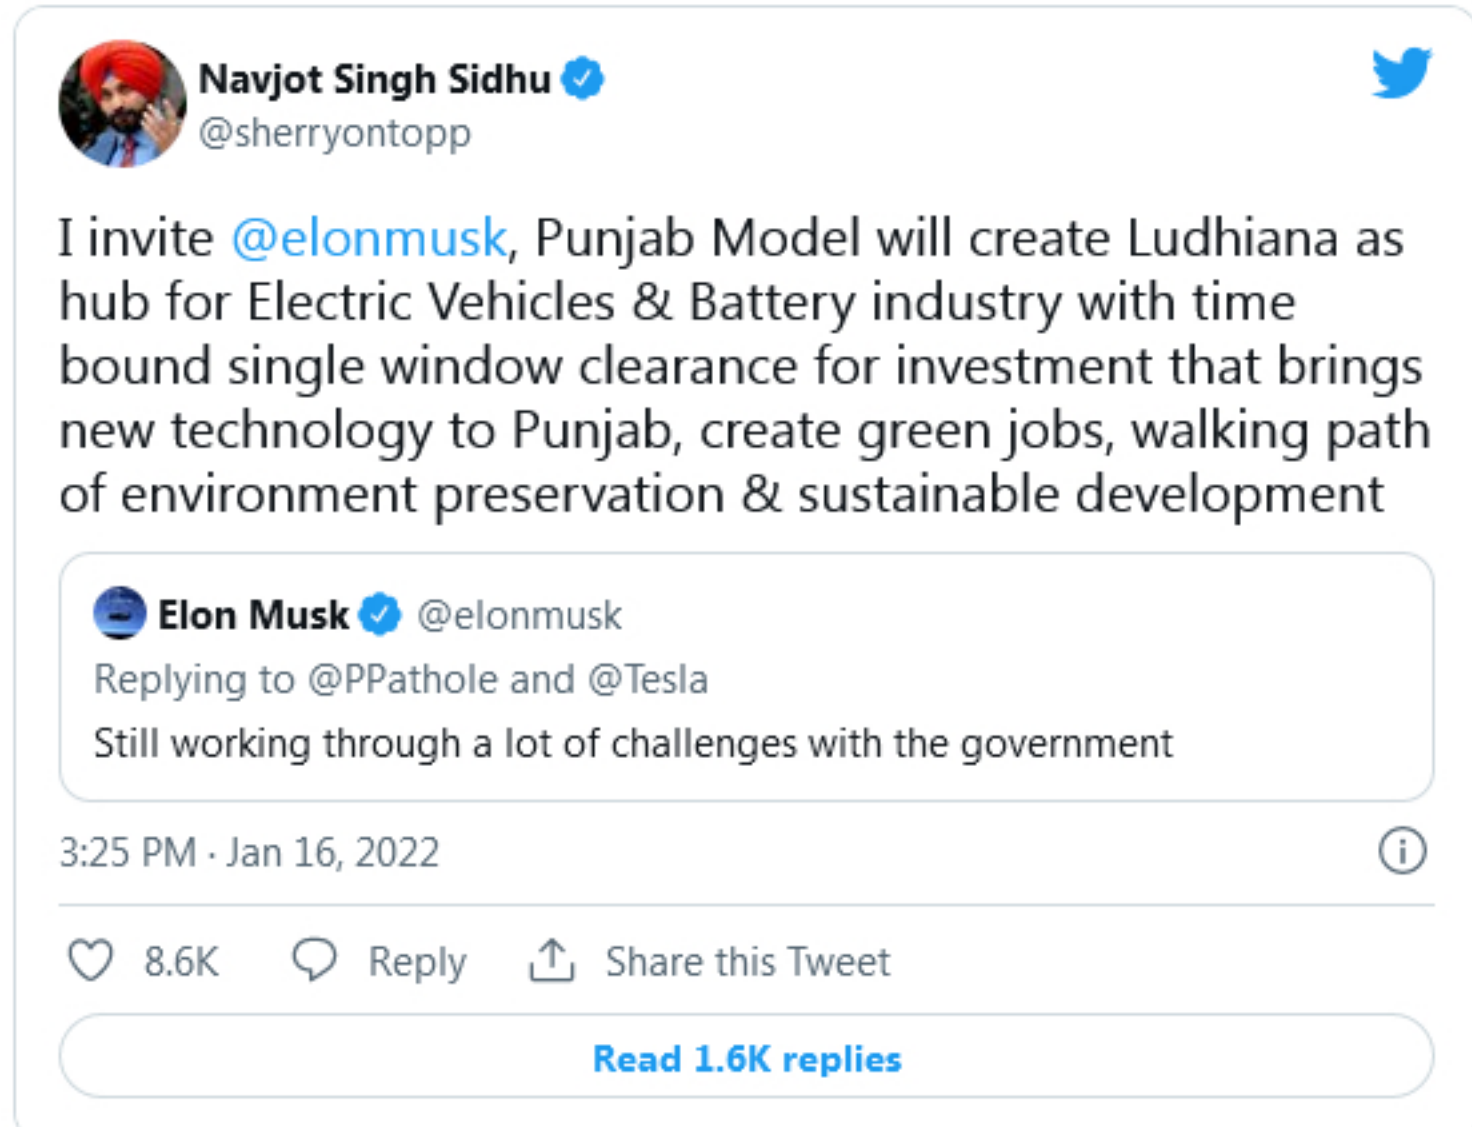 Navjot Singh Sidhu
@sherryontopp
I invite @elonmusk, Punjab Model will create Ludhiana as
hub for Electric Vehicles & Battery industry with time
bound single window clearance for investment that brings
new technology to Punjab, create green jobs, walking path
of environment preservation & sustainable development
Elon Musk @elonmusk
Replying to @PPathole and @Tesla
Still working through a lot of challenges with the government
3:25 PM · Jan 16, 2022
8.6K Reply Share this Tweet
Read 1.6K replies